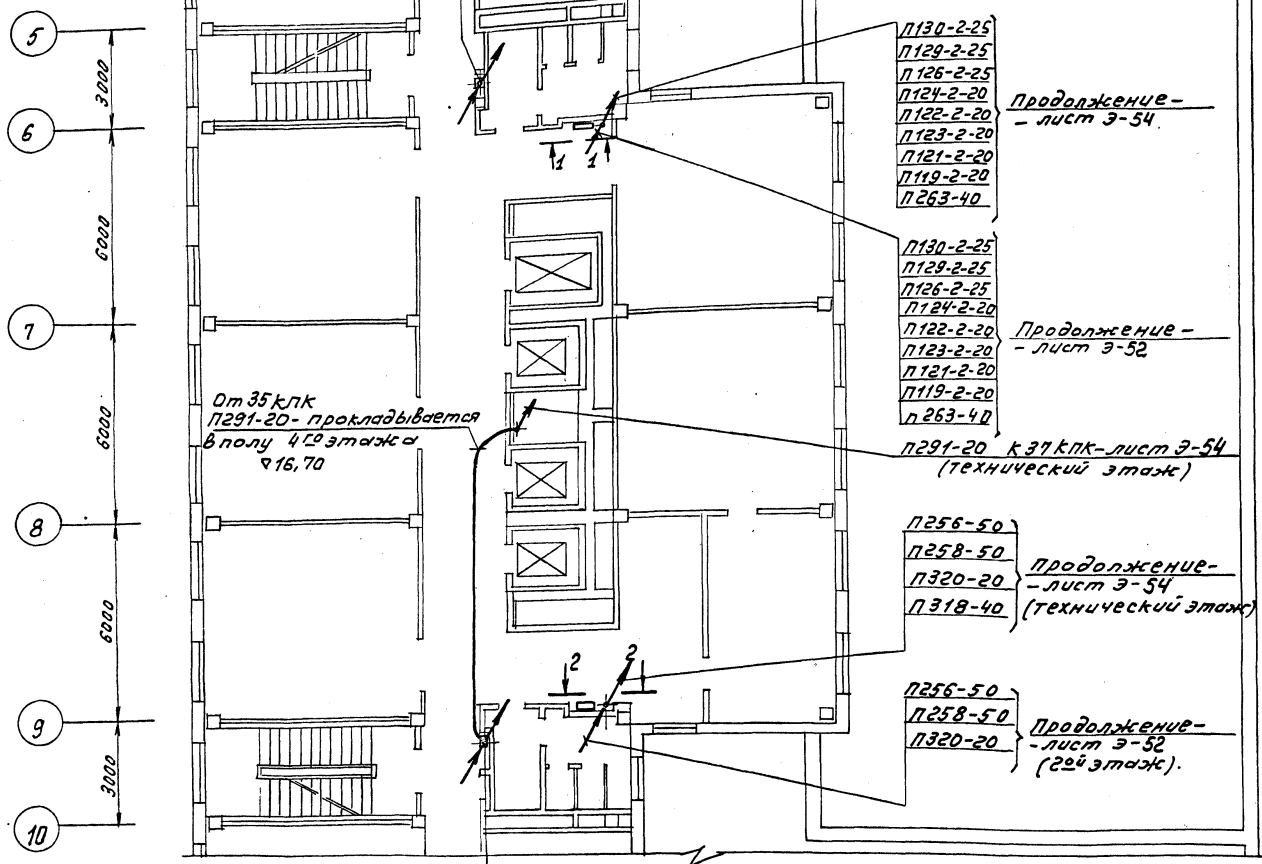 5
3000
6
6000
7
6000
8
6000
9
3000
10
1
1
От 35 КПК
П291-20- прокладывается
в полу 4го этажа
16,70
2
2
П130-2-25
П129-2-25
П126-2-25
П124-2-20
П122-2-20
П123-2-20
П121-2-20
П119-2-20
П263-40
Продолжение-
- лист Э-54
П130-2-25
П129-2-25
П126-2-25
П124-2-20
П122-2-20
П123-2-20
П121-2-20
П119-2-20
п263-40
Продолжение-
- лист Э-52
П291-20 к 37 КПК-лист Э-54
(технический этаж)
П256-50
П258-50
П320-20
П318-40
Продолжение-
- лист Э-54
(технический этаж)
П256-50
П258-50
П320-20
Продолжение-
- лист Э-52
(2ой этаж).